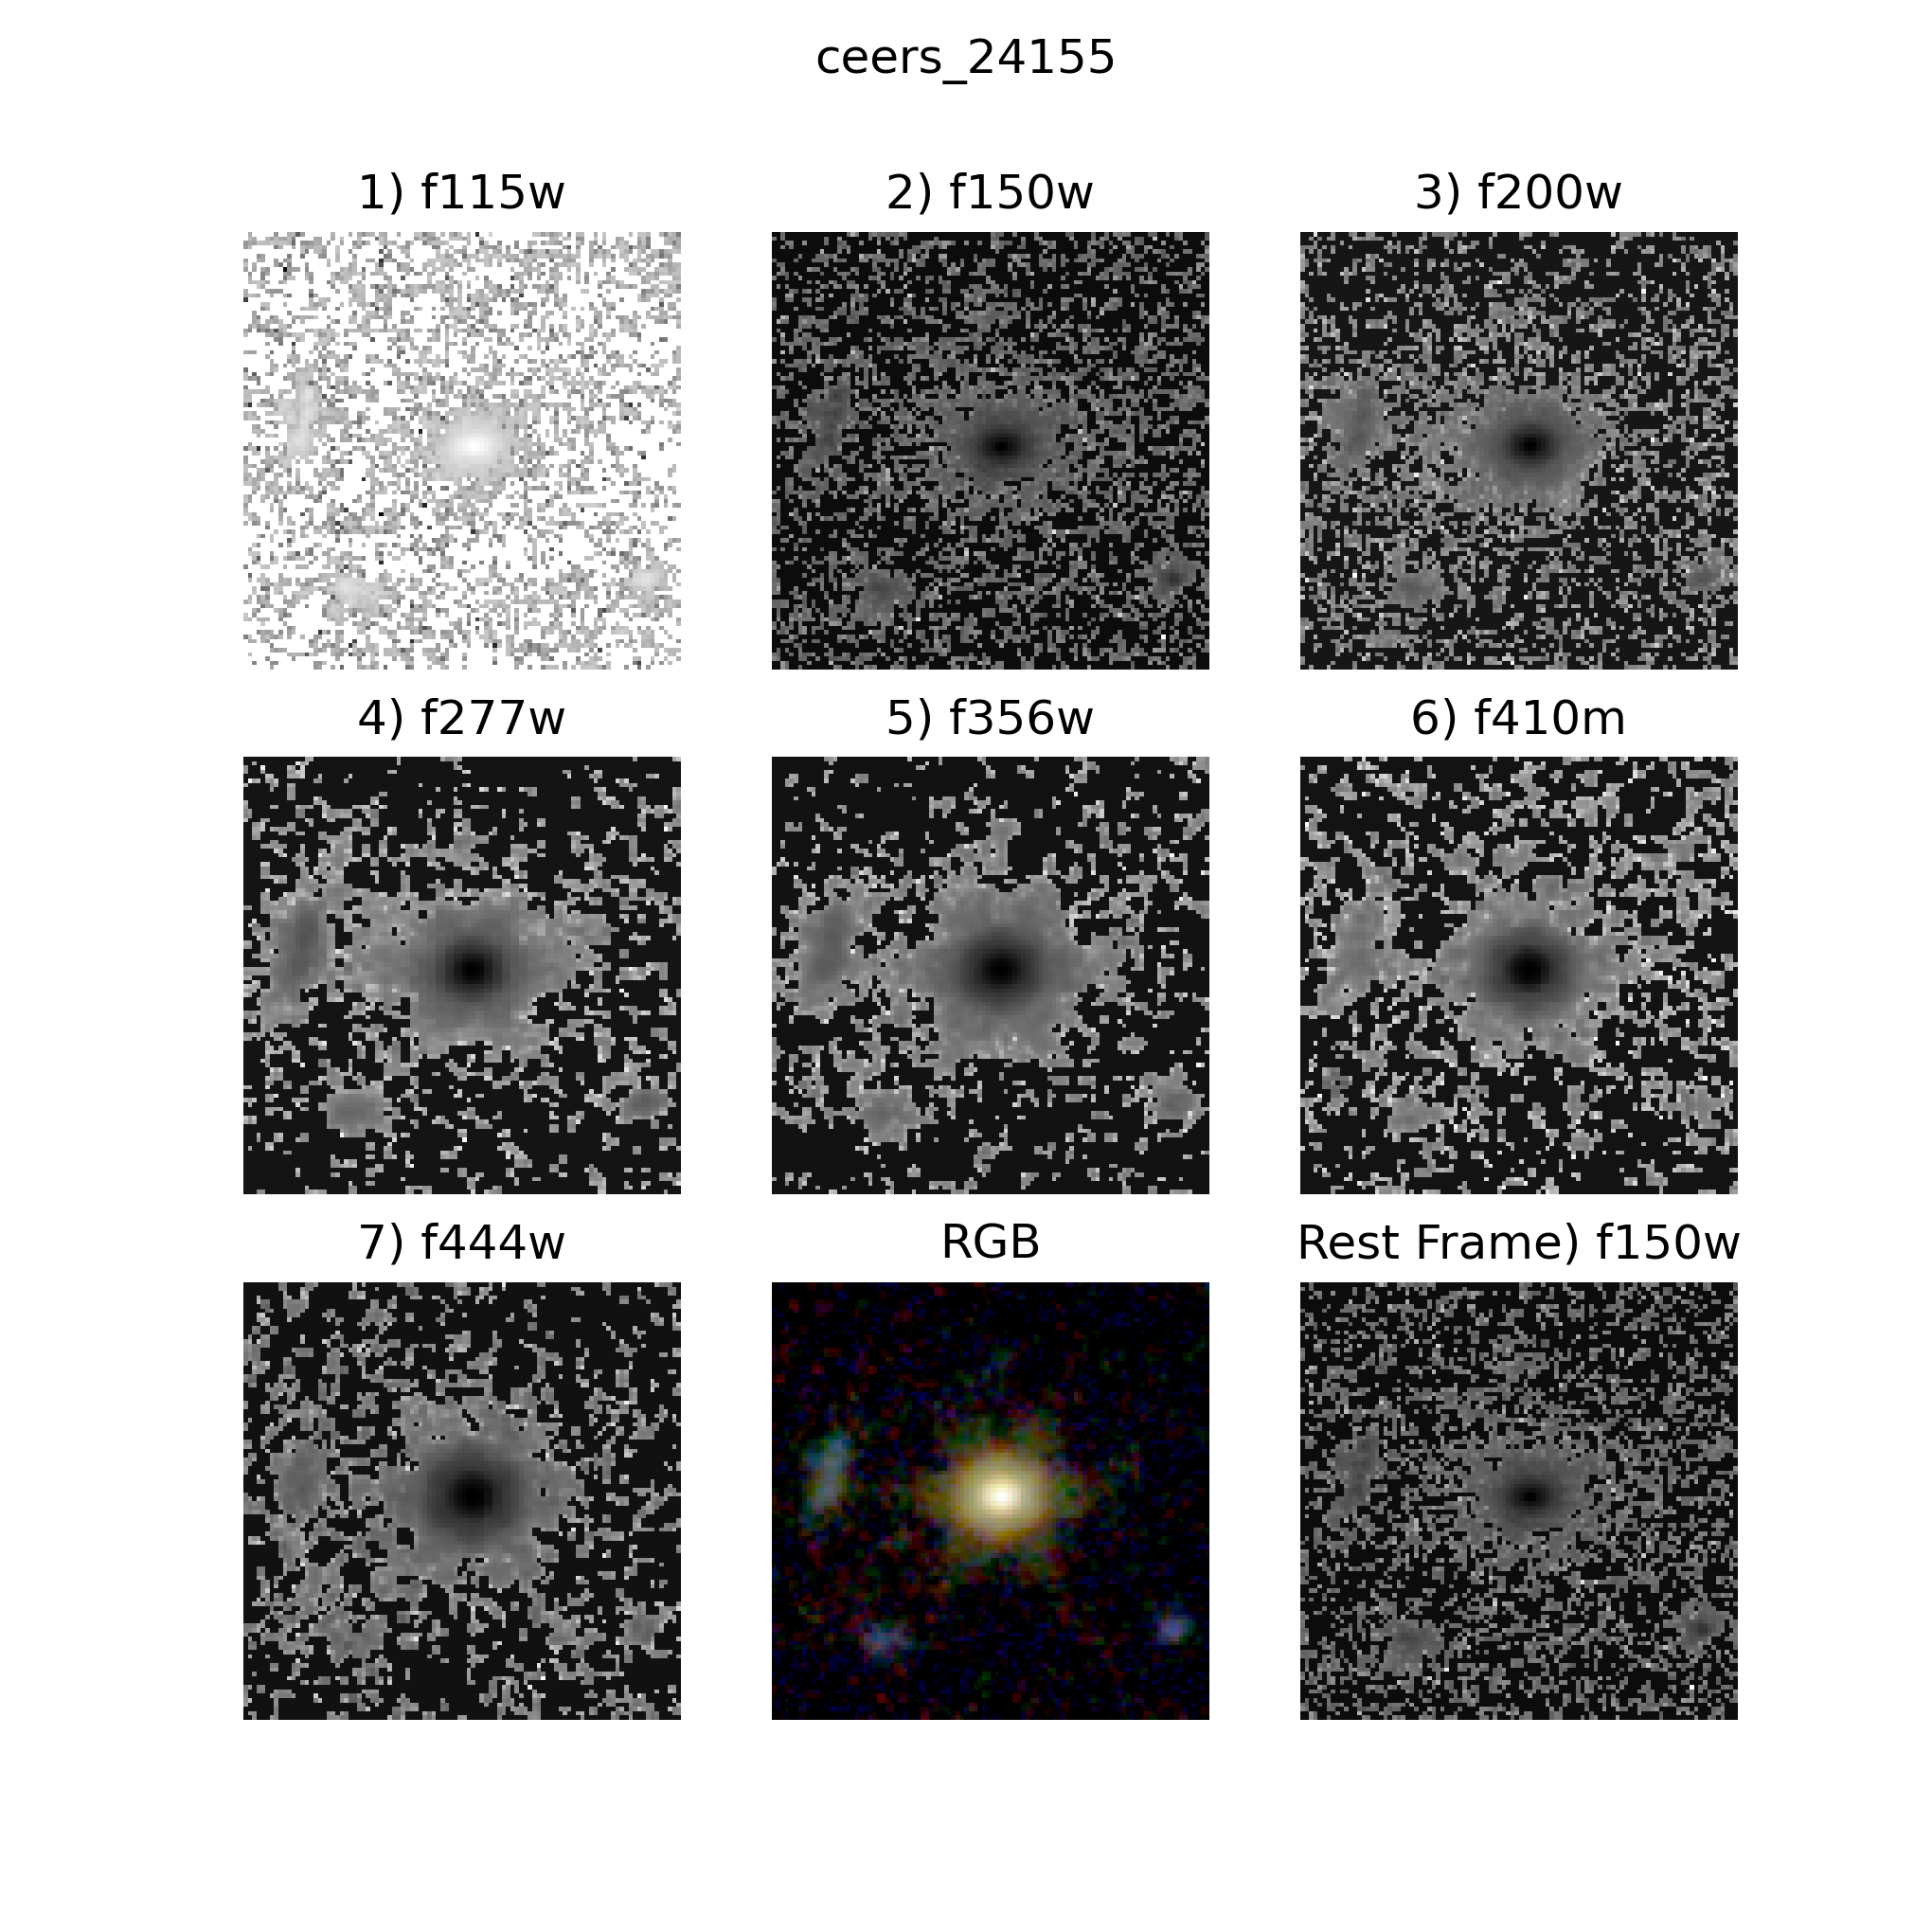 ceers_24155
1) f115w
2) f150w
3) f200w
4) f277w
5) f356w
6) f410m
7) f444w
RGB
Rest Frame) f150w